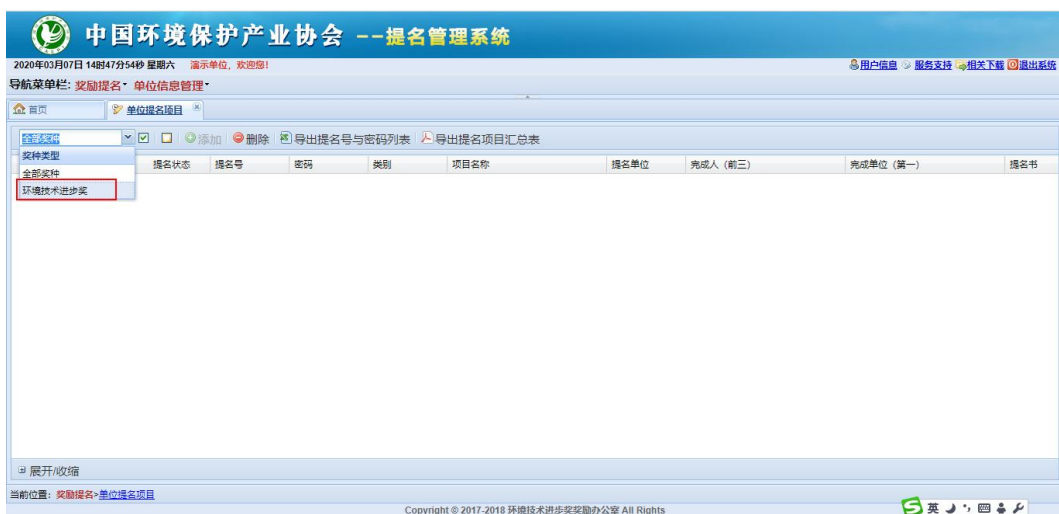 中国环境保护产业协会 --提名管理系统
2020年03月07日 14时47分54秒 星期六 演示单位，欢迎您! 用户信息 服务支持 相关下载 退出系统
导航菜单栏: 奖励提名 单位信息管理
首页 单位提名项目
全部奖种 添加 删除 导出提名号与密码列表 导出提名项目汇总表
奖种类型 提名状态 提名号 密码 类别 项目名称 提名单位 完成人（前三） 完成单位（第一） 提名书
全部奖种
环境技术进步奖
展开/收缩
当前位置: 奖励提名>单位提名项目
Copyright © 2017-2018 环境技术进步奖奖励办公室 All Rights
英